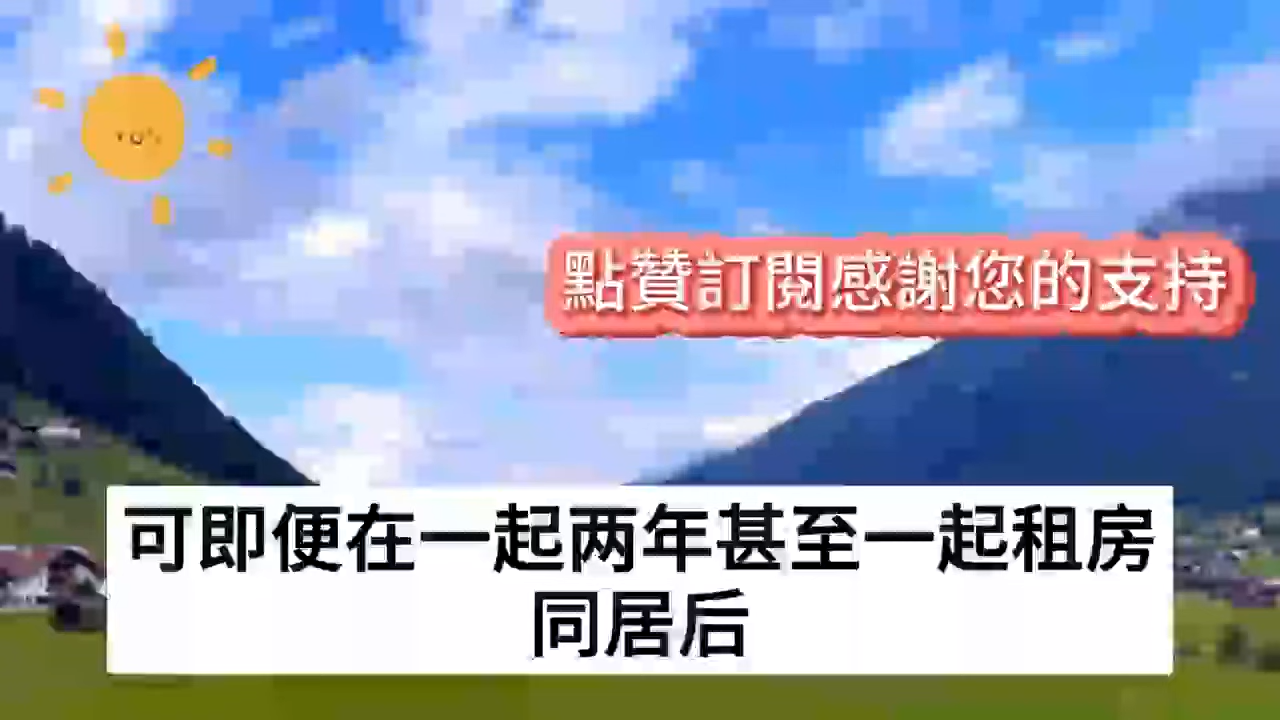 點贊訂閱感謝您的支持
可即便在一起两年甚至一起租房
同居后